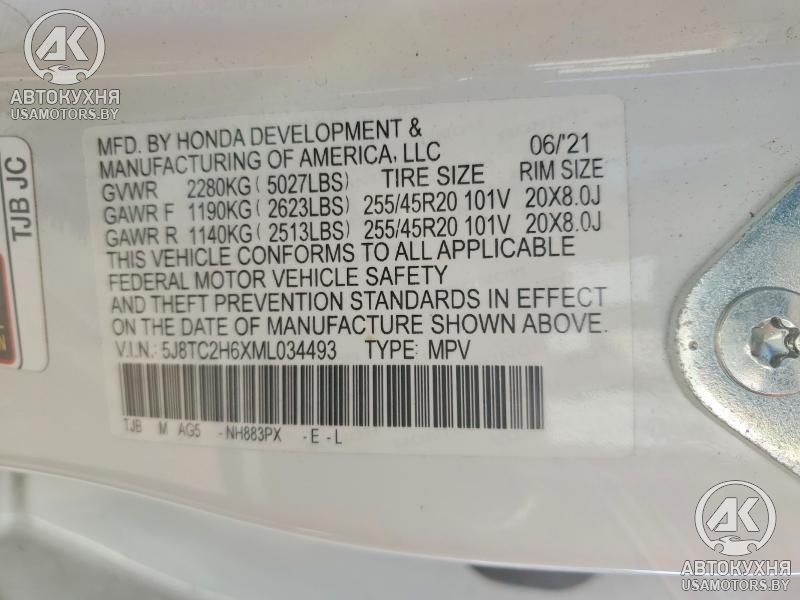 АК
АВТОКУХНЯ
USAMOTORS.BY
TJB JC
MFD. BY HONDA DEVELOPMENT &
MANUFACTURING OF AMERICA, LLC 06/'21
GVWR 2280KG ( 5027LBS) TIRE SIZE RIM SIZE
GAWR F 1190KG ( 2623LBS) 255/45R20 101V 20X8.0J
GAWR R 1140KG ( 2513LBS) 255/45R20 101V 20X8.0J
THIS VEHICLE CONFORMS TO ALL APPLICABLE
FEDERAL MOTOR VEHICLE SAFETY
AND THEFT PREVENTION STANDARDS IN EFFECT
ON THE DATE OF MANUFACTURE SHOWN ABOVE.
V.I.N.: 5J8TC2H6XML034493 TYPE: MPV
TJB M AG5 -NH883PX -E-L
АК
АВТОКУХНЯ
USAMOTORS.BY